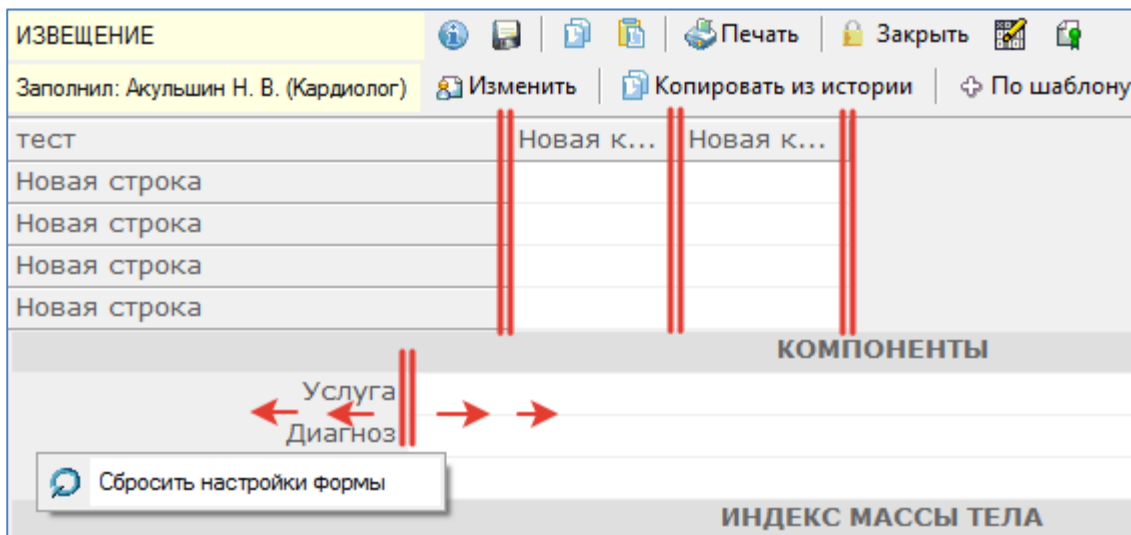 ИЗВЕЩЕНИЕ Печать Закрыть
Заполнил: Акульшин Н. В. (Кардиолог) Изменить Копировать из истории По шаблону
тест Новая к... Новая к...
Новая строка
Новая строка
Новая строка
Новая строка
КОМПОНЕНТЫ
Услуга
Диагноз
Сбросить настройки формы
ИНДЕКС МАССЫ ТЕЛА